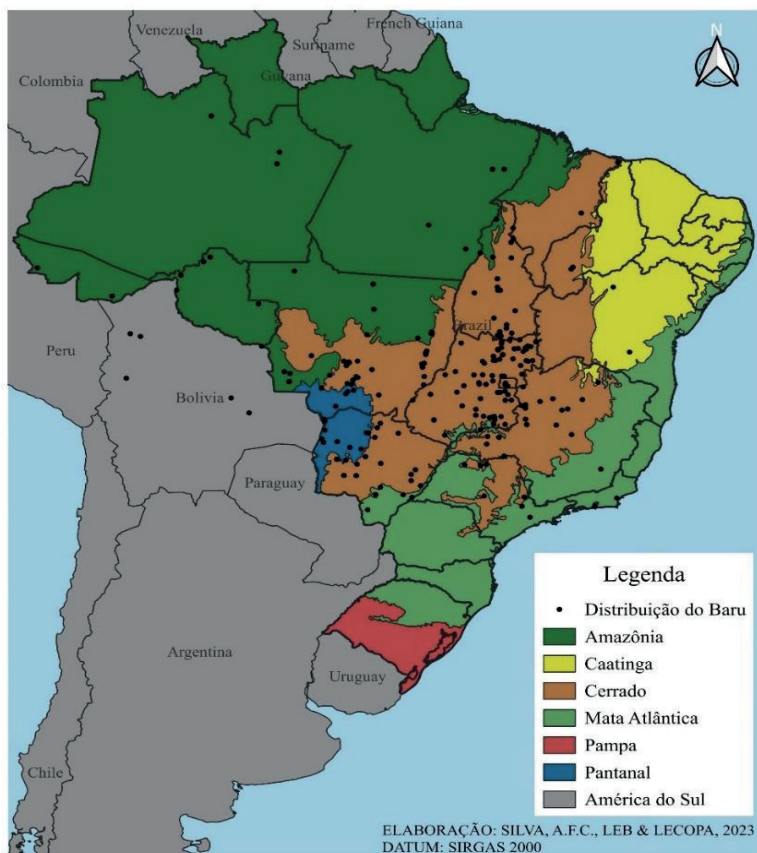 French Guiana
Venezuela
Suriname
N
Guyana
Colombia
Brazil
Peru
Bolivia
Paraguay
Argentina
Uruguay
Chile
Legenda
Distribuição do Baru
Amazônia
Caatinga
Cerrado
Mata Atlântica
Pampa
Pantanal
América do Sul
ELABORAÇÃO: SILVA, A.F.C., LEB & LECOPA, 2023
DATUM: SIRGAS 2000